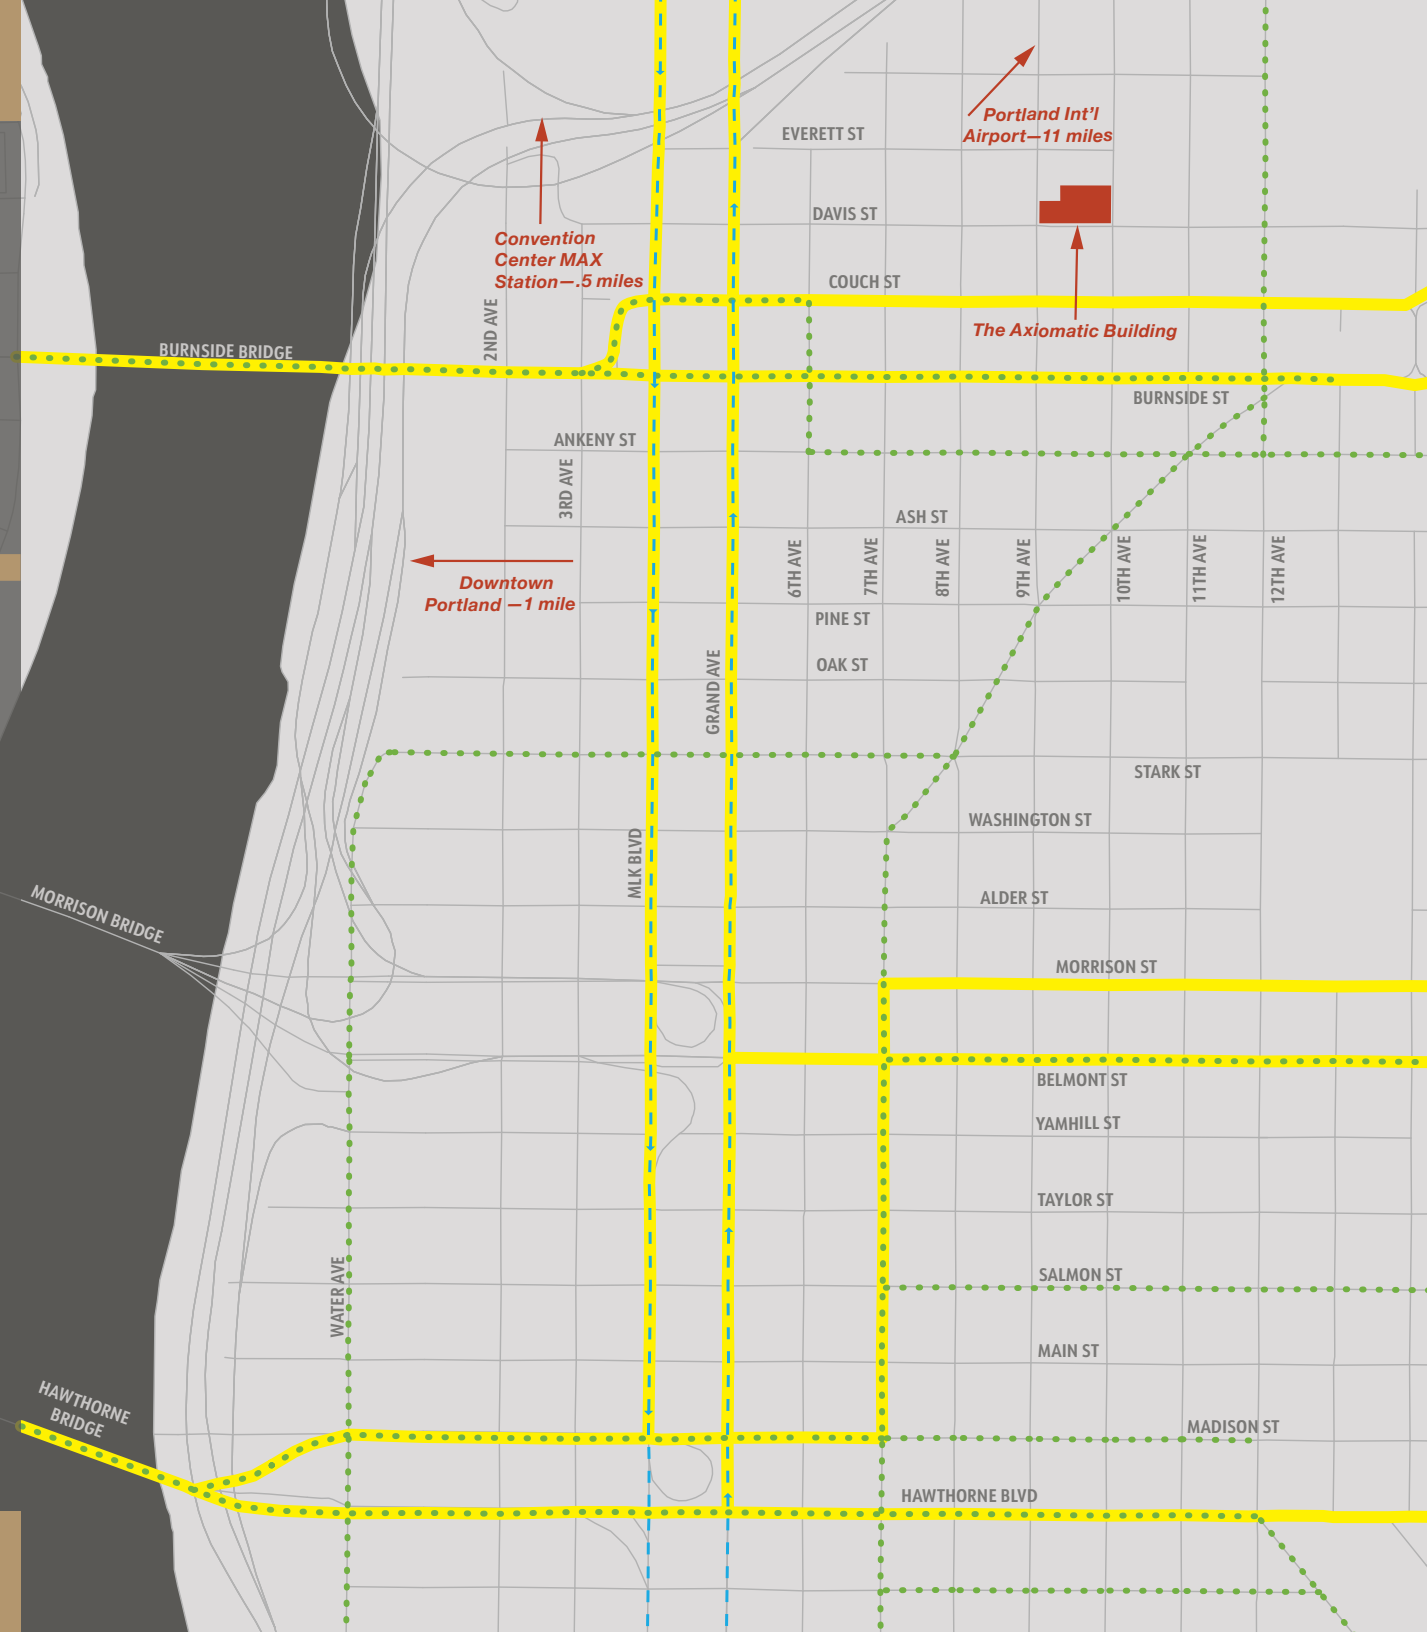 Portland Int'l
Airport—11 miles
EVERETT ST
DAVIS ST
Convention
Center MAX
Station—.5 miles
COUCH ST
2ND AVE
The Axiomatic Building
BURNSIDE BRIDGE
BURNSIDE ST
ANKENY ST
3RD AVE
ASH ST
6TH AVE
7TH AVE
8TH AVE
9TH AVE
10TH AVE
11TH AVE
12TH AVE
Downtown
Portland —1 mile
PINE ST
OAK ST
GRAND AVE
STARK ST
WASHINGTON ST
MLK BLVD
ALDER ST
MORRISON BRIDGE
MORRISON ST
BELMONT ST
YAMHILL ST
TAYLOR ST
SALMON ST
WATER AVE
MAIN ST
HAWTHORNE
BRIDGE
MADISON ST
HAWTHORNE BLVD